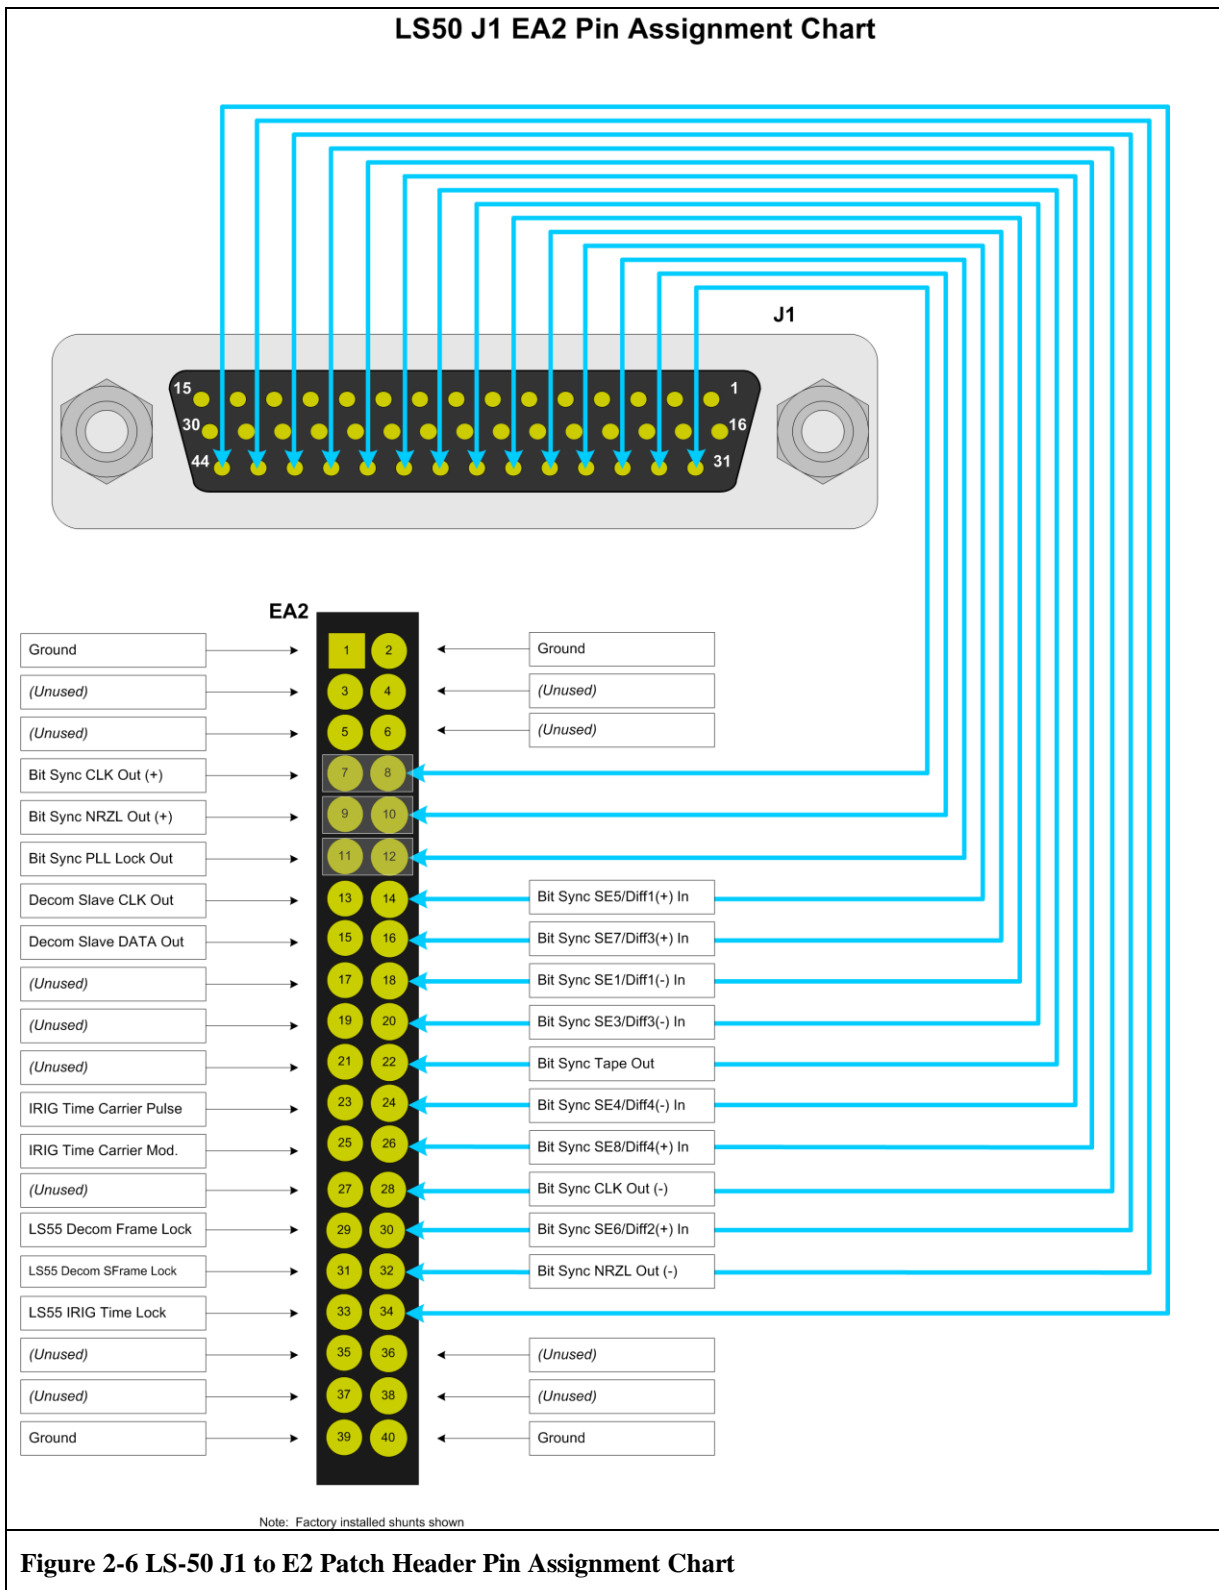 LS50 J1 EA2 Pin Assignment Chart
J1
15
1
30
16
44
31
EA2
Ground
1
2
Ground
(Unused)
3
4
(Unused)
(Unused)
5
6
(Unused)
Bit Sync CLK Out (+)
7
8
Bit Sync NRZL Out (+)
9
10
Bit Sync PLL Lock Out
11
12
Decom Slave CLK Out
13
14
Bit Sync SE5/Diff1(+) In
Decom Slave DATA Out
15
16
Bit Sync SE7/Diff3(+) In
(Unused)
17
18
Bit Sync SE1/Diff1(-) In
(Unused)
19
20
Bit Sync SE3/Diff3(-) In
(Unused)
21
22
Bit Sync Tape Out
IRIG Time Carrier Pulse
23
24
Bit Sync SE4/Diff4(-) In
IRIG Time Carrier Mod.
25
26
Bit Sync SE8/Diff4(+) In
(Unused)
27
28
Bit Sync CLK Out (-)
LS55 Decom Frame Lock
29
30
Bit Sync SE6/Diff2(+) In
LS55 Decom SFrame Lock
31
32
Bit Sync NRZL Out (-)
LS55 IRIG Time Lock
33
34
(Unused)
35
36
(Unused)
(Unused)
37
38
(Unused)
Ground
39
40
Ground
Note: Factory installed shunts shown
Figure 2-6 LS-50 J1 to E2 Patch Header Pin Assignment Chart